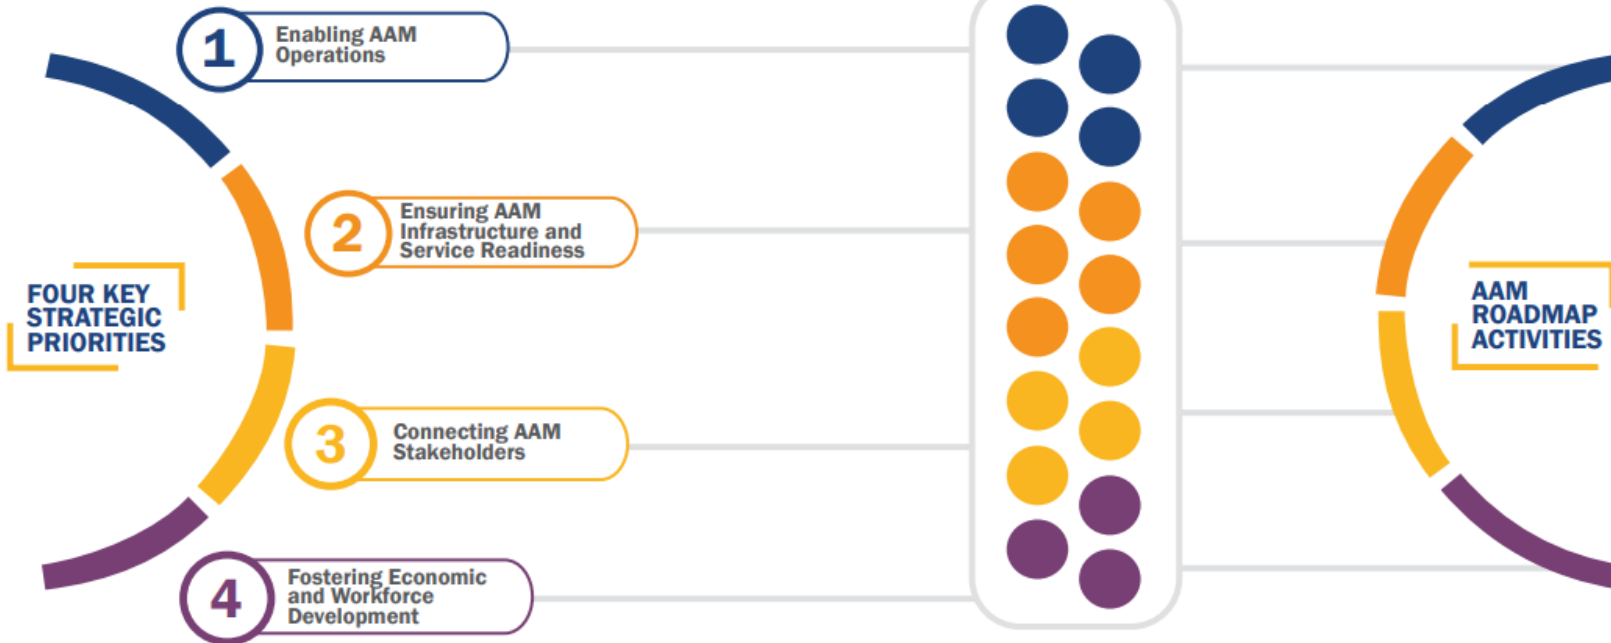 FOUR KEY
STRATEGIC
PRIORITIES
1
Enabling AAM
Operations
2
Ensuring AAM
Infrastructure and
Service Readiness
3
Connecting AAM
Stakeholders
4
Fostering Economic
and Workforce
Development
AAM
ROADMAP
ACTIVITIES